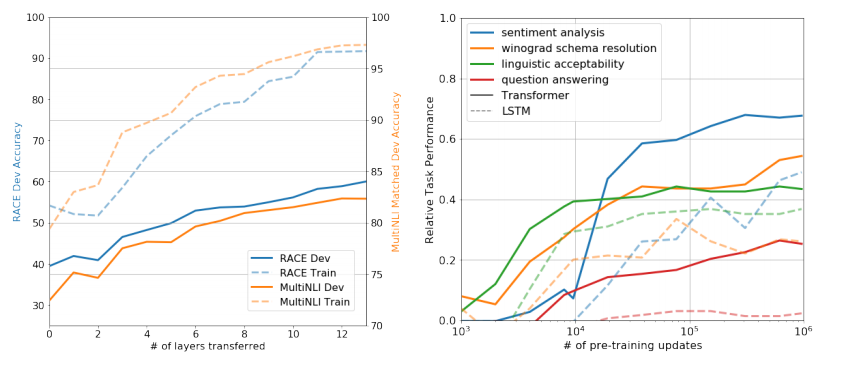 100
90
80
70
60
50
40
30
0
2
4
6
8
10
12
# of layers transferred
RACE Dev Accuracy
100
95
90
85
80
75
70
MultiNLI Matched Dev Accuracy
RACE Dev
RACE Train
MultiNLI Dev
MultiNLI Train
1.0
0.8
0.6
0.4
0.2
0.0
Relative Task Performance
10³
10⁴
10⁵
10⁶
# of pre-training updates
sentiment analysis
winograd schema resolution
linguistic acceptability
question answering
Transformer
LSTM